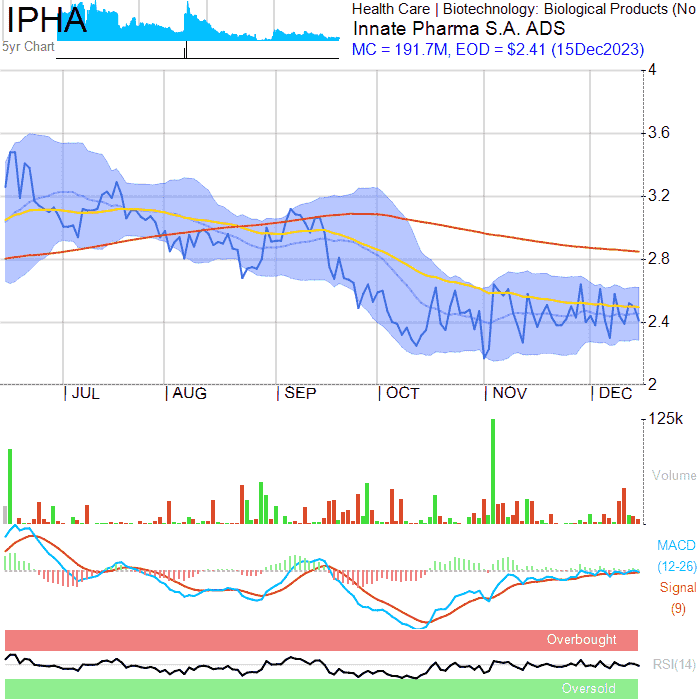 IPHA
Health Care | Biotechnology: Biological Products (No
Innate Pharma S.A. ADS
5yr Chart
MC = 191.7M, EOD = $2.41 (15Dec2023)
4
3.6
3.2
2.8
2.4
2
| JUL | AUG | SEP | OCT | NOV | DEC
125k
Volume
MACD
(12-26)
Signal
(9)
Overbought
RSI(14)
Oversold